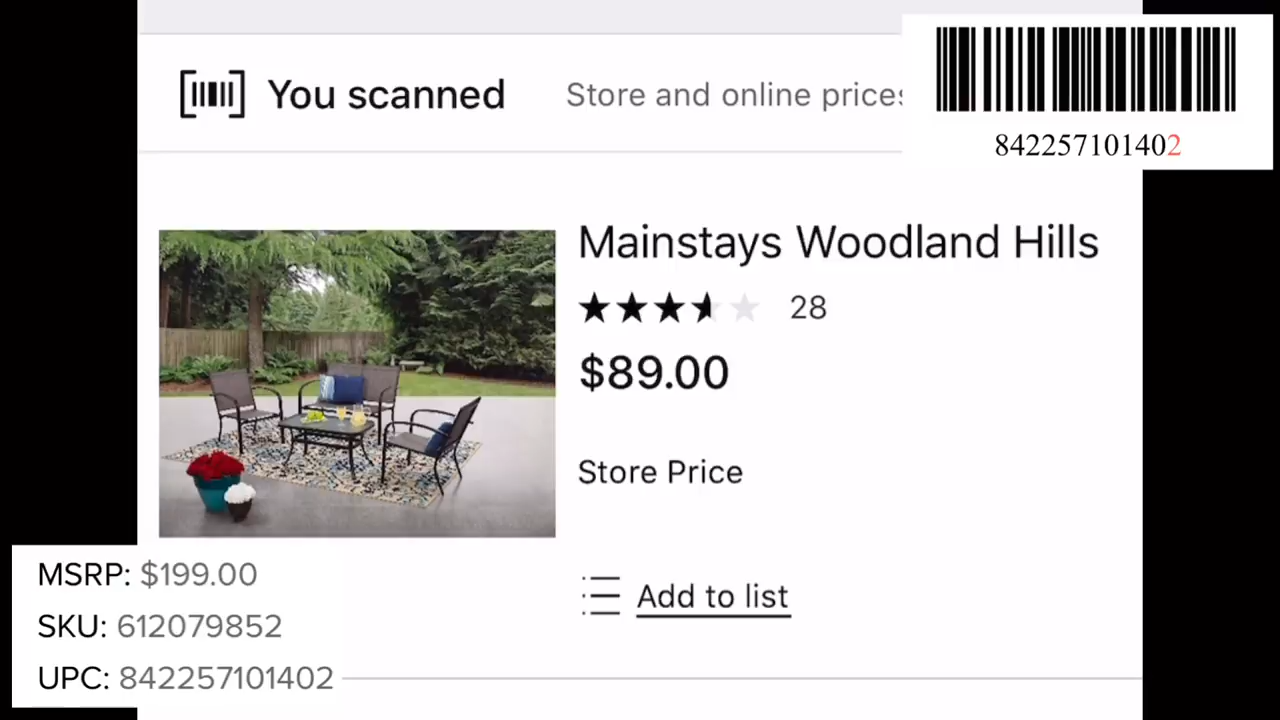 You scanned
Store and online prices
842257101402
Mainstays Woodland Hills
28
$89.00
Store Price
Add to list
MSRP: $199.00
SKU: 612079852
UPC: 842257101402